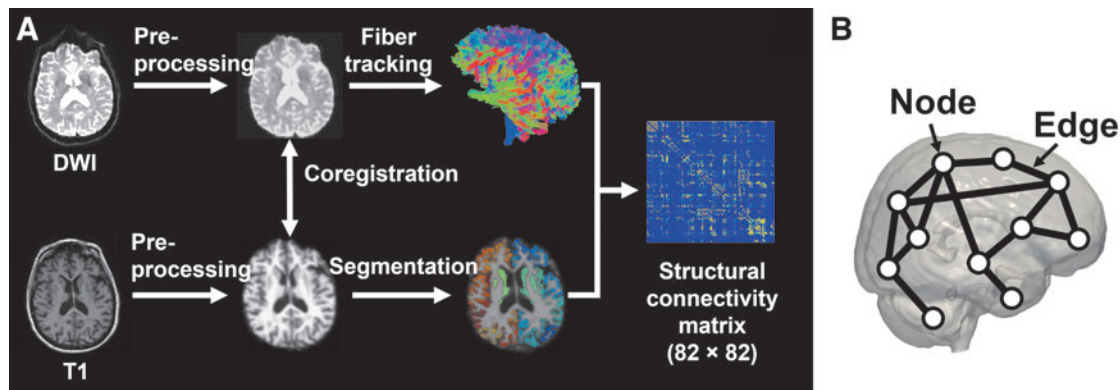 A
Pre-
processing
Fiber
tracking
DWI
Coregistration
Pre-
processing
Segmentation
T1
Structural
connectivity
matrix
(82 × 82)
B
Node
Edge